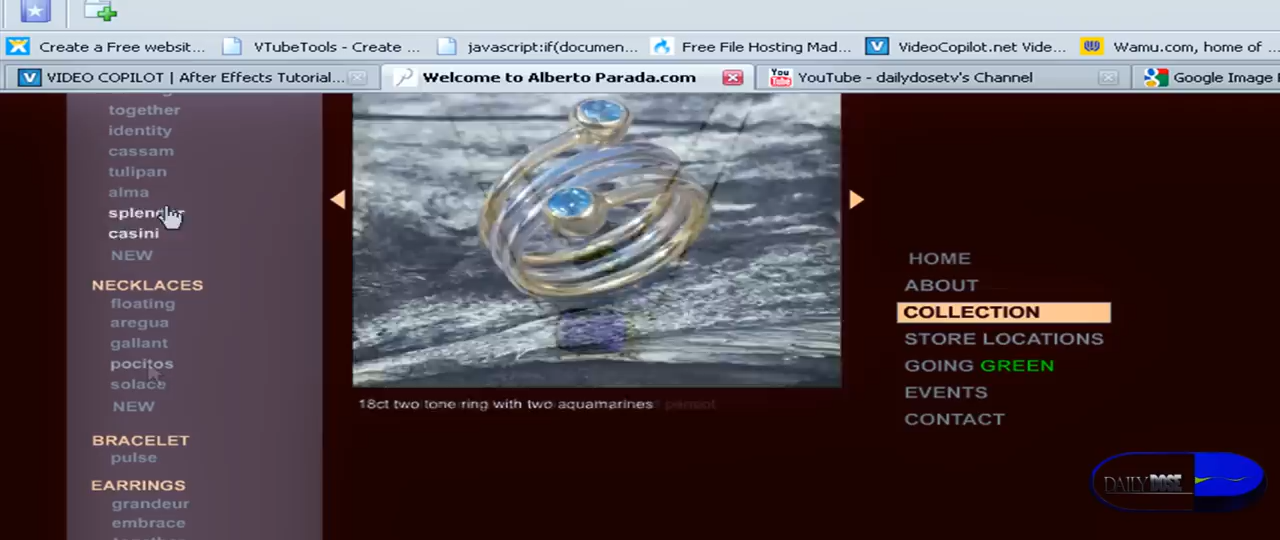 Create a Free websit... VTubeTools - Create ... javascript:if(documen... Free File Hosting Mad... VideoCopilot.net Vide... Wamu.com, home of ...
VIDEO COPILOT | After Effects Tutorial... Welcome to Alberto Parada.com YouTube - dailydosetv's Channel Google Image
together
identity
cassam
tulipan
alma
splendor
casini
NEW
NECKLACES
floating
aregua
gallant
pocitos
solace
NEW
BRACELET
pulse
EARRINGS
grandeur
embrace
18ct two tone ring with two aquamarines
HOME
ABOUT
COLLECTION
STORE LOCATIONS
GOING GREEN
EVENTS
CONTACT
DAILY DOSE